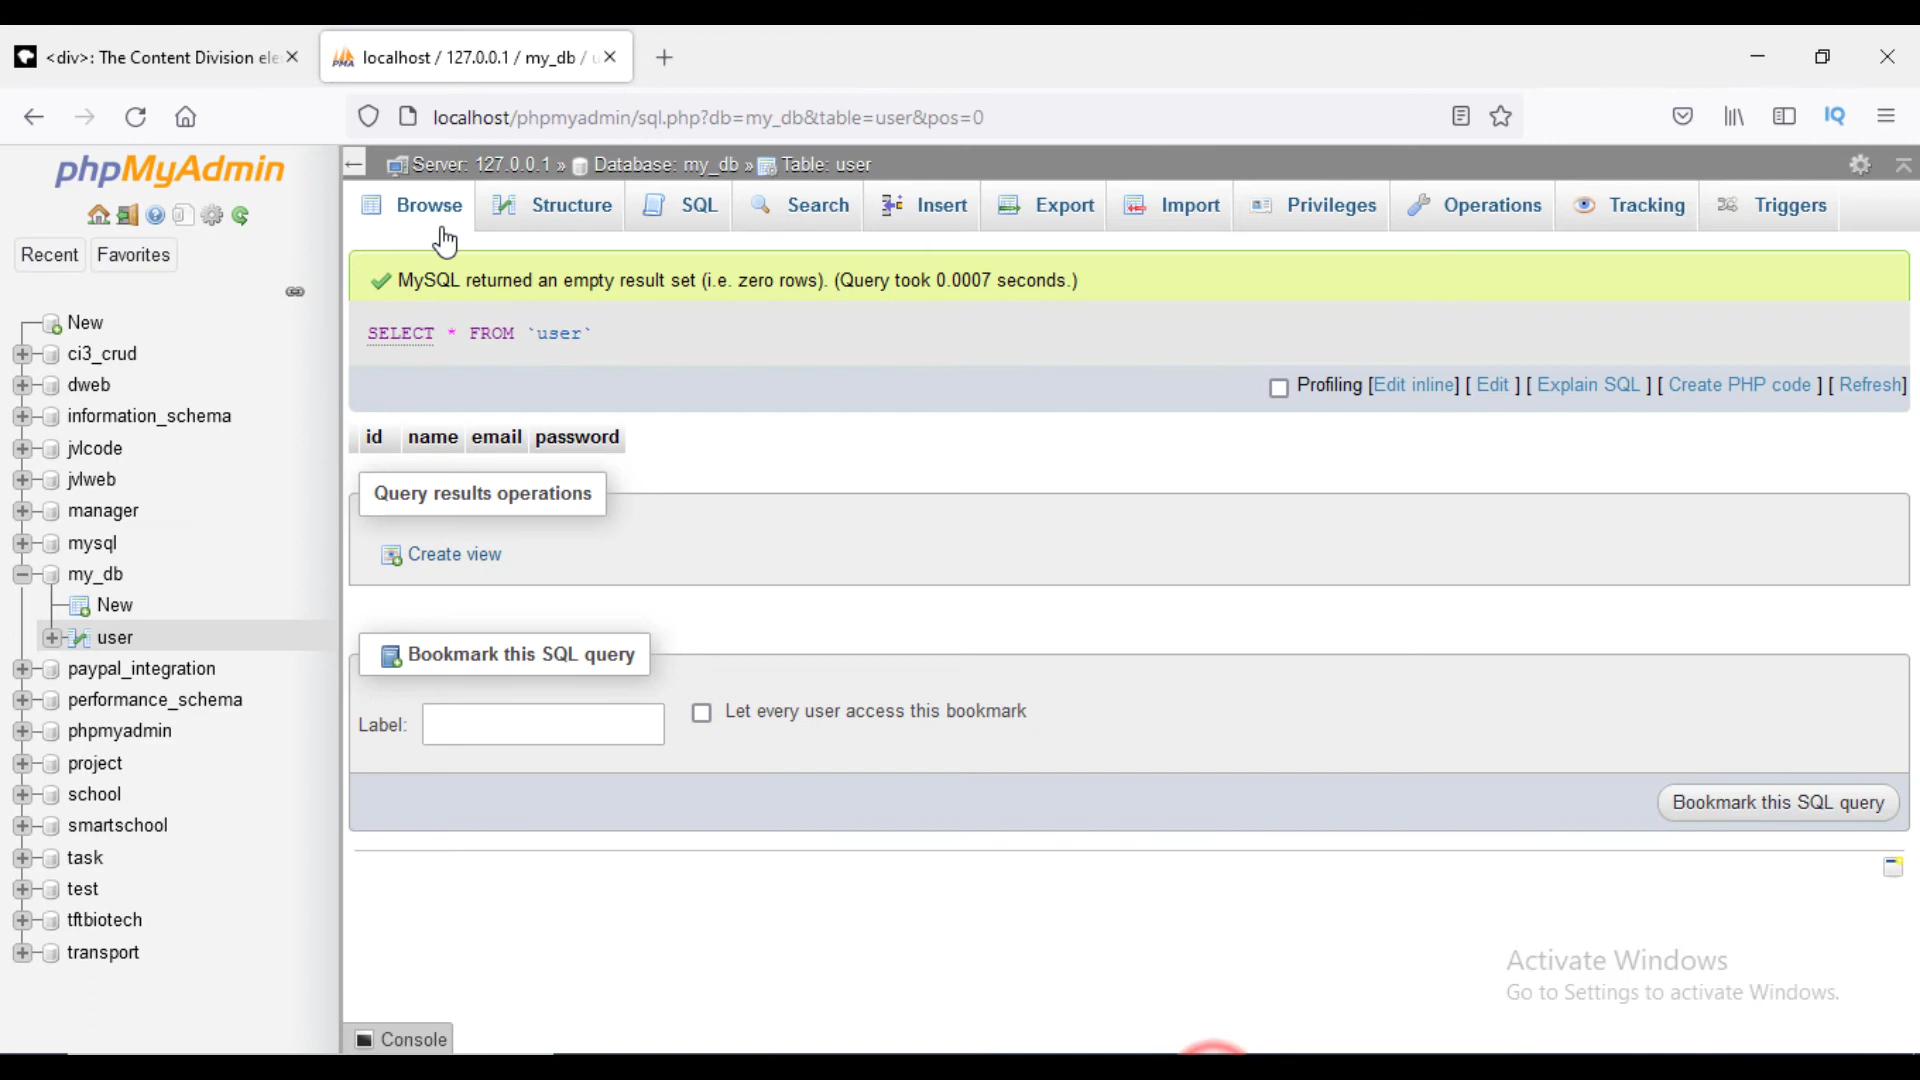 <div>: The Content Division ele
localhost / 127.0.0.1 / my_db / u
localhost/phpmyadmin/sql.php?db=my_db&table=user&pos=0
IQ
phpMyAdmin
Recent
Favorites
New
ci3_crud
dweb
information_schema
jvlcode
jvlweb
manager
mysql
my_db
New
user
paypal_integration
performance_schema
phpmyadmin
project
school
smartschool
task
test
tftbiotech
transport
Server: 127.0.0.1 » Database: my_db » Table: user
Browse Structure SQL Search Insert Export Import Privileges Operations Tracking Triggers
MySQL returned an empty result set (i.e. zero rows). (Query took 0.0007 seconds.)
SELECT * FROM `user`
Profiling [Edit inline] [ Edit ] [ Explain SQL ] [ Create PHP code ] [ Refresh]
id name email password
Query results operations
Create view
Bookmark this SQL query
Label:
Let every user access this bookmark
Bookmark this SQL query
Activate Windows
Go to Settings to activate Windows.
Console